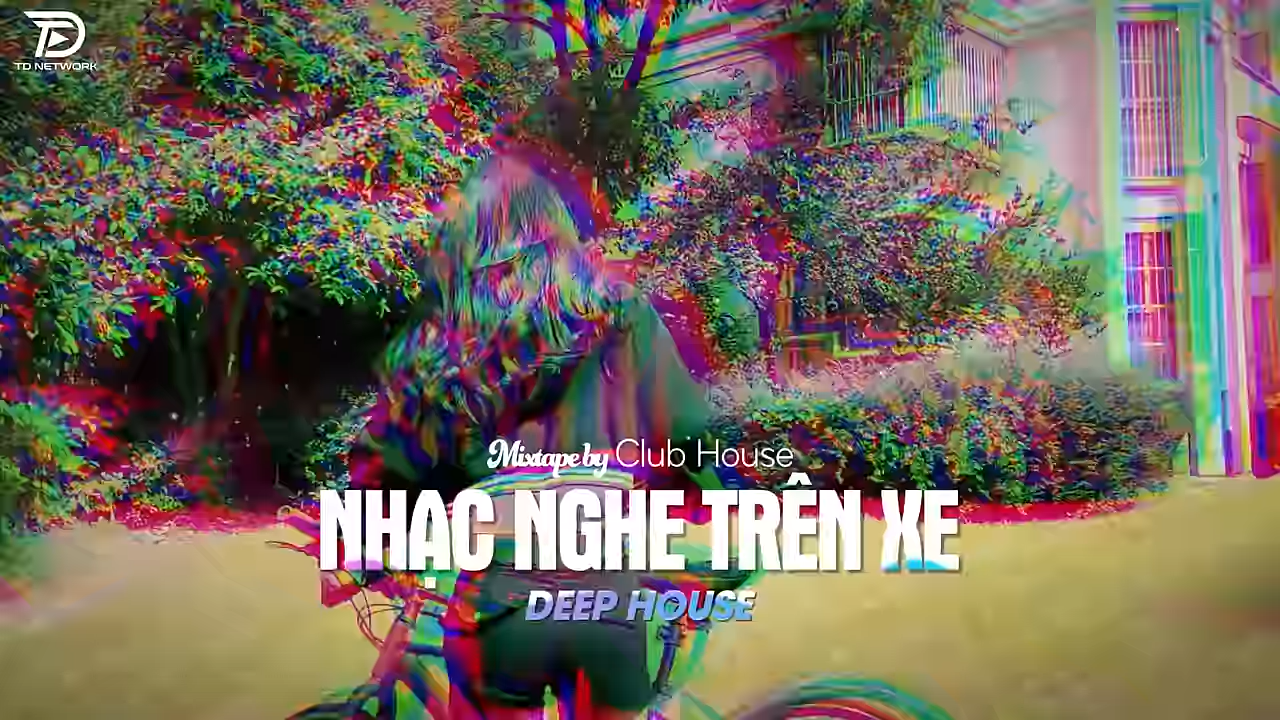 TD NETWORK
Mixtape by Club House
NHẠC NGHE TRÊN XE
DEEP HOUSE